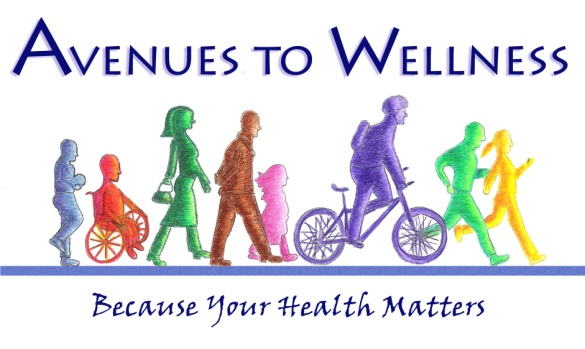 Avenues to Wellness
Because Your Health Matters